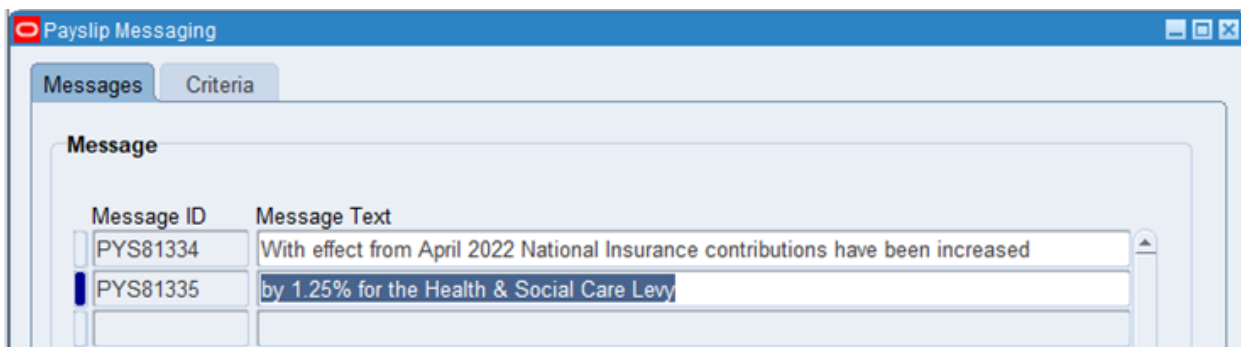 Payslip Messaging
Messages Criteria
Message
Message ID Message Text
PYS81334 With effect from April 2022 National Insurance contributions have been increased
PYS81335 by 1.25% for the Health & Social Care Levy